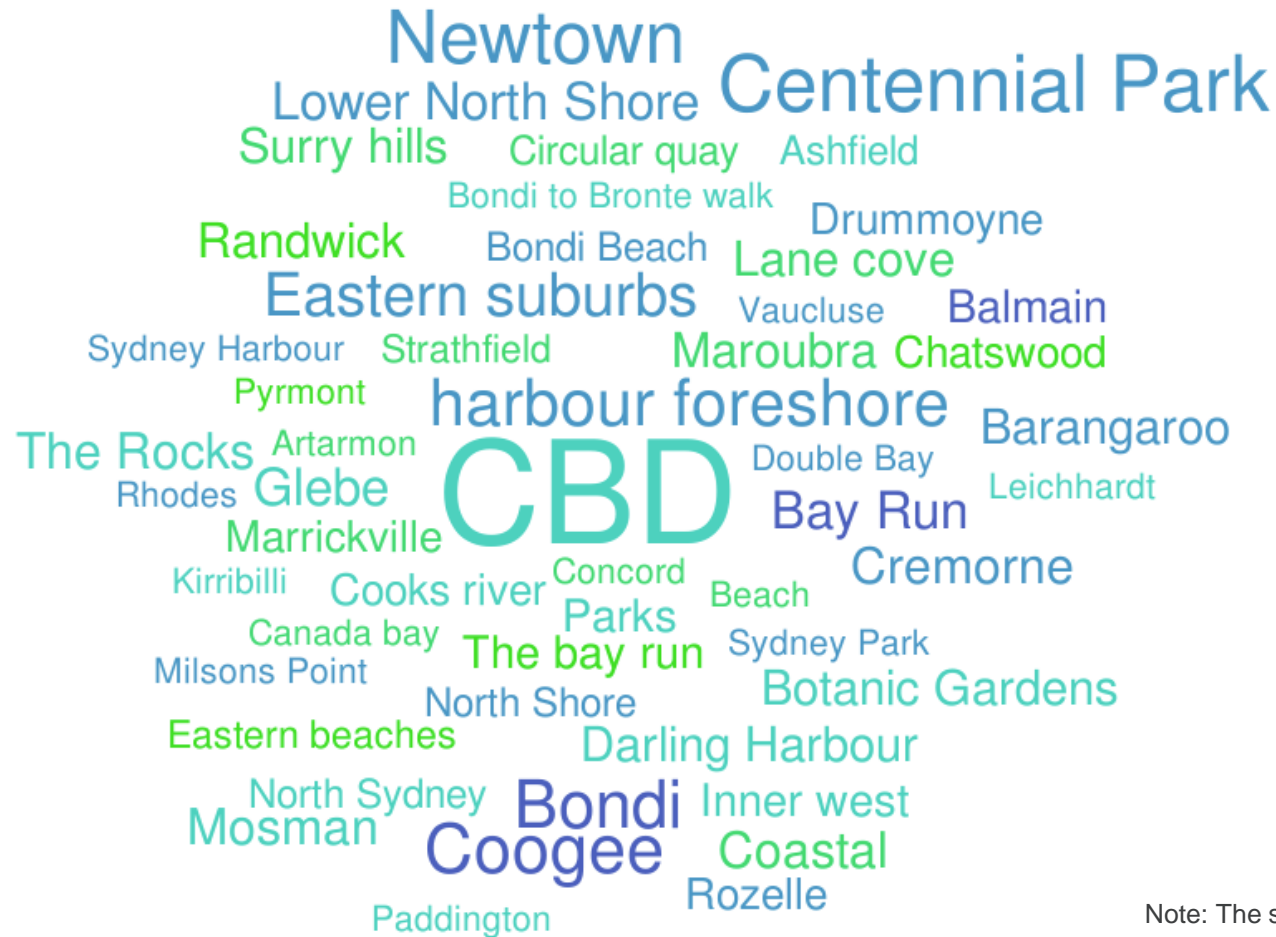 Newtown
Centennial Park
Lower North Shore
Surry hills
Circular quay
Ashfield
Bondi to Bronte walk
Drummoyne
Randwick
Bondi Beach
Lane cove
Eastern suburbs
Vaucluse
Balmain
Sydney Harbour
Strathfield
Maroubra
Chatswood
Pyrmont
harbour foreshore
Barangaroo
The Rocks
Artarmon
CBD
Double Bay
Rhodes
Glebe
Leichhardt
Bay Run
Marrickville
Cremorne
Kirribilli
Cooks river
Concord
Beach
Parks
Canada bay
The bay run
Sydney Park
Milsons Point
North Shore
Botanic Gardens
Eastern beaches
Darling Harbour
North Sydney
Bondi
Inner west
Mosman
Coogee
Coastal
Rozelle
Paddington
Note: The s